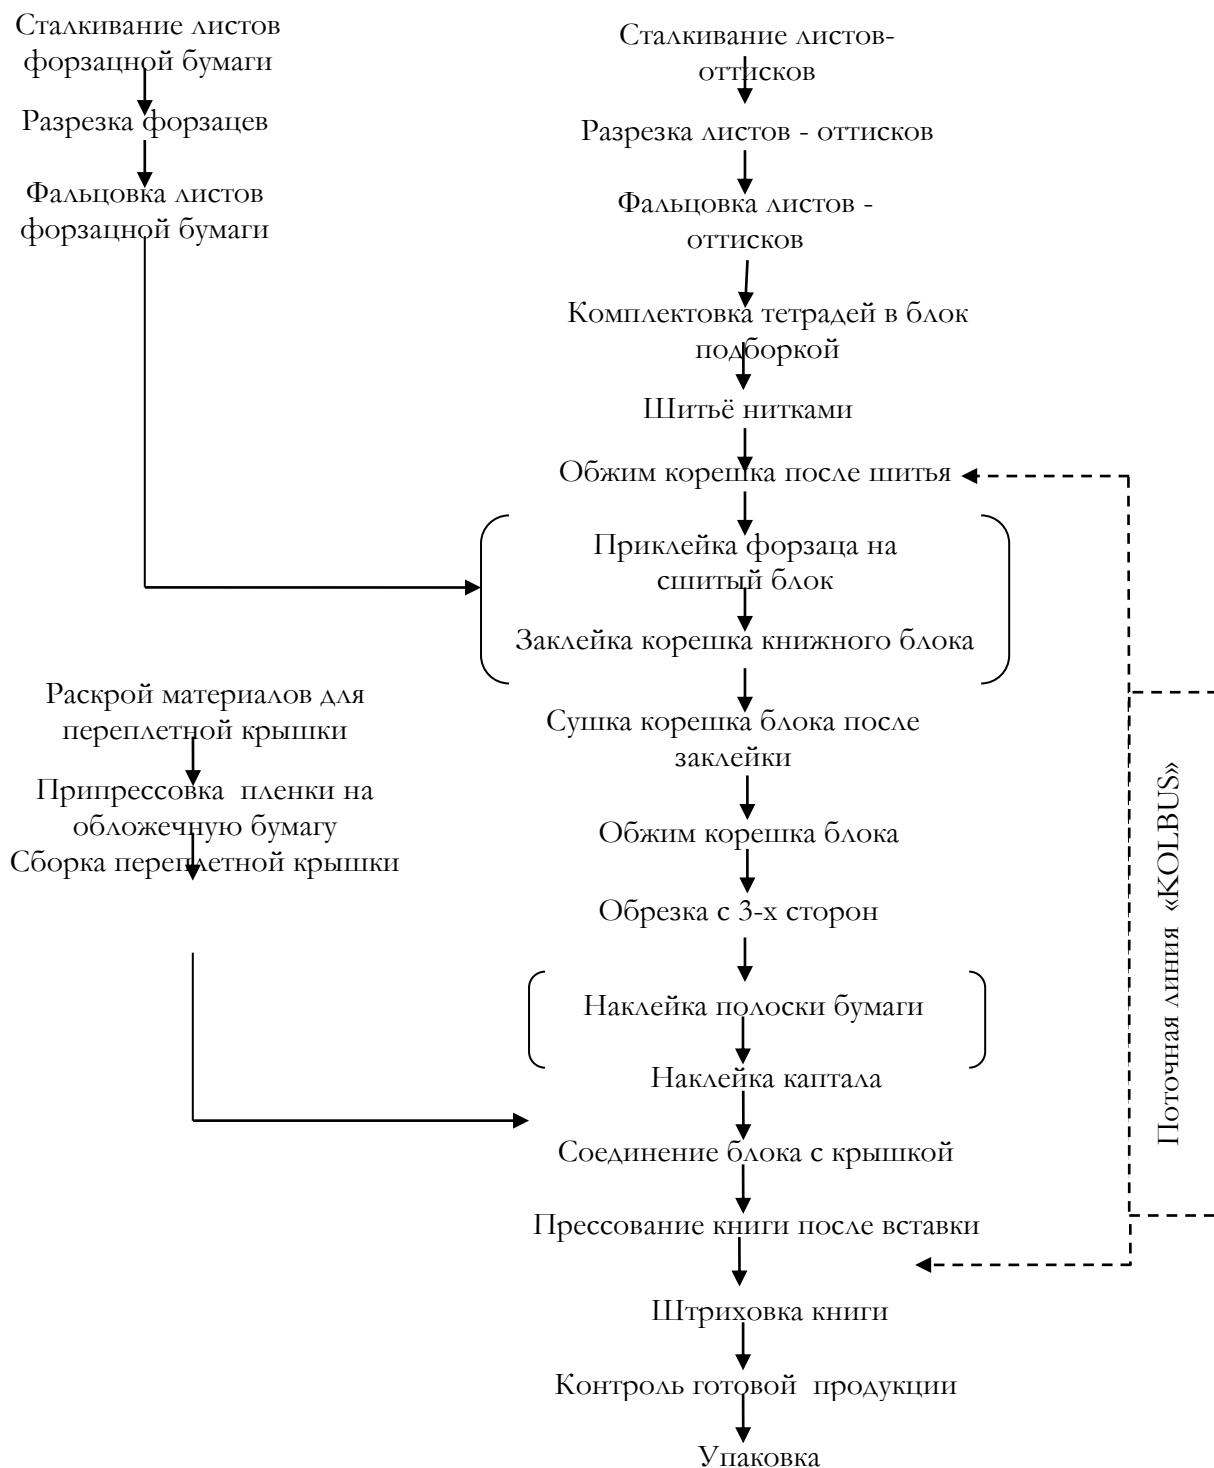 Сталкивание листов
форзацной бумаги
Разрезка форзацев
Фальцовка листов
форзацной бумаги
Сталкивание листов-
оттисков
Разрезка листов - оттисков
Фальцовка листов -
оттисков
Комплектовка тетрадей в блок
подборкой
Шитьё нитками
Обжим корешка после шитья
Приклейка форзаца на
сшитый блок
Заклейка корешка книжного блока
Раскрой материалов для
переплетной крышки
Припрессовка пленки на
обложечную бумагу
Сборка переплетной крышки
Сушка корешка блока после
заклейки
Обжим корешка блока
Обрезка с 3-х сторон
Наклейка полоски бумаги
Наклейка каптала
Соединение блока с крышкой
Прессование книги после вставки
Штриховка книги
Контроль готовой продукции
Упаковка
Поточная линия «KOLBUS»